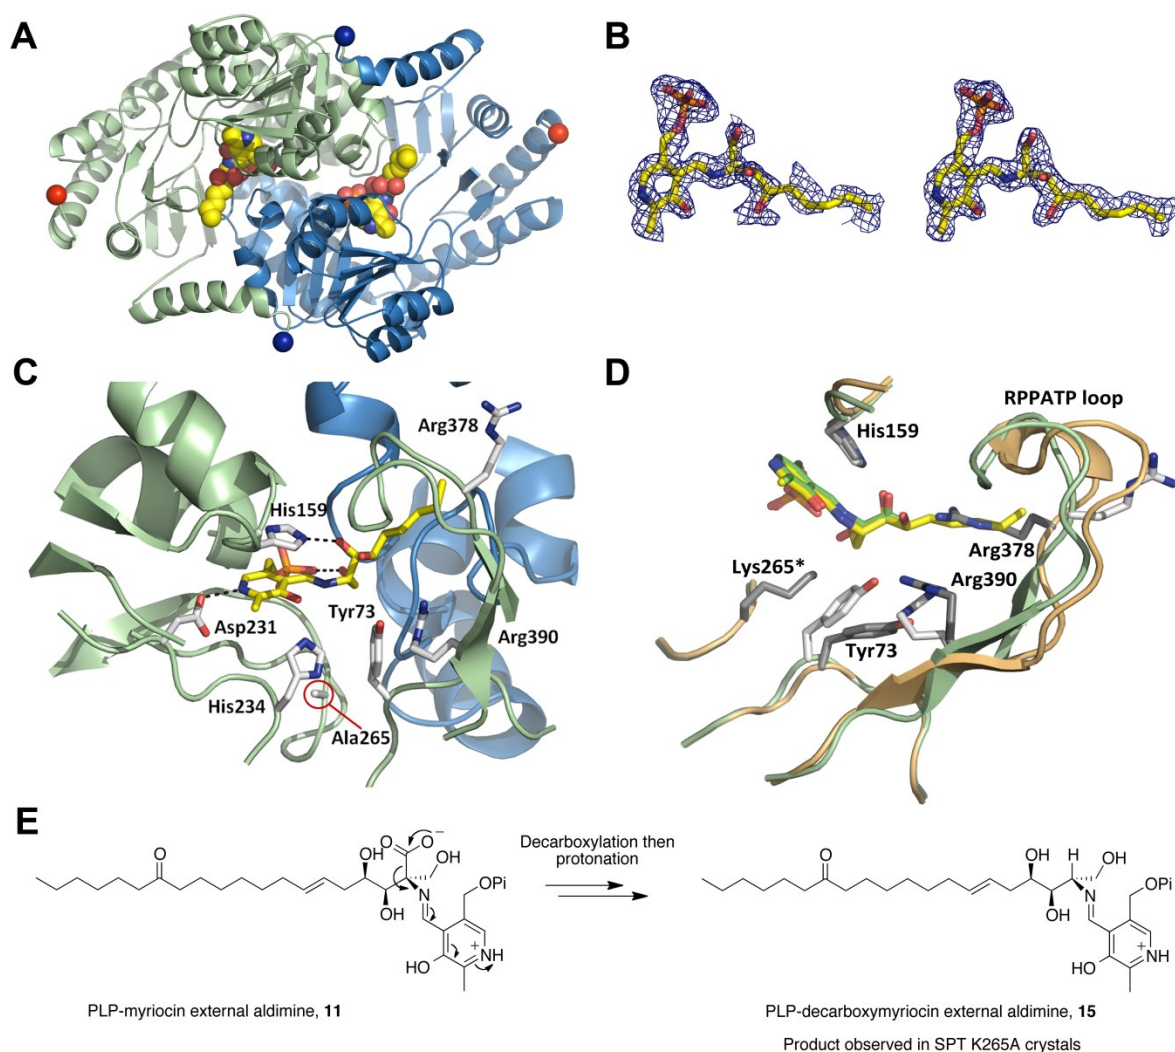 A
B
C
Arg378
His159
Tyr73
Asp231
Arg390
His234
Ala265
D
RPPATP loop
His159
Arg378
Lys265*
Arg390
Tyr73
E
O
OH
O
O−
OH
OH
N
OPi
HO
+
NH
PLP-myriocin external aldimine, 11
Decarboxylation then
protonation
O
OH
H
OH
OH
N
OPi
HO
+
NH
PLP-decarboxymyriocin external aldimine, 15
Product observed in SPT K265A crystals